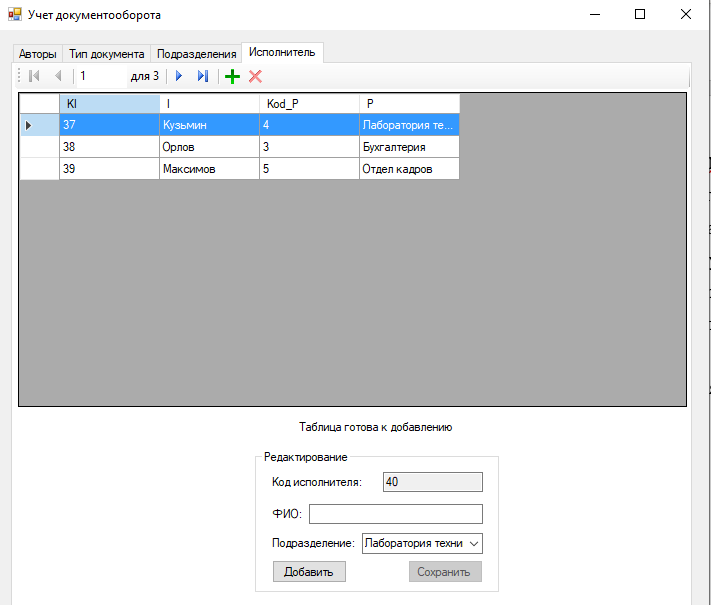 Учет документооборота
Авторы Тип документа Подразделения Исполнитель
1 для 3
KI I Kod_P P
37 Кузьмин 4 Лаборатория те...
38 Орлов 3 Бухгалтерия
39 Максимов 5 Отдел кадров
Таблица готова к добавлению
Редактирование
Код исполнителя: 40
ФИО:
Подразделение: Лаборатория техни
Добавить Сохранить